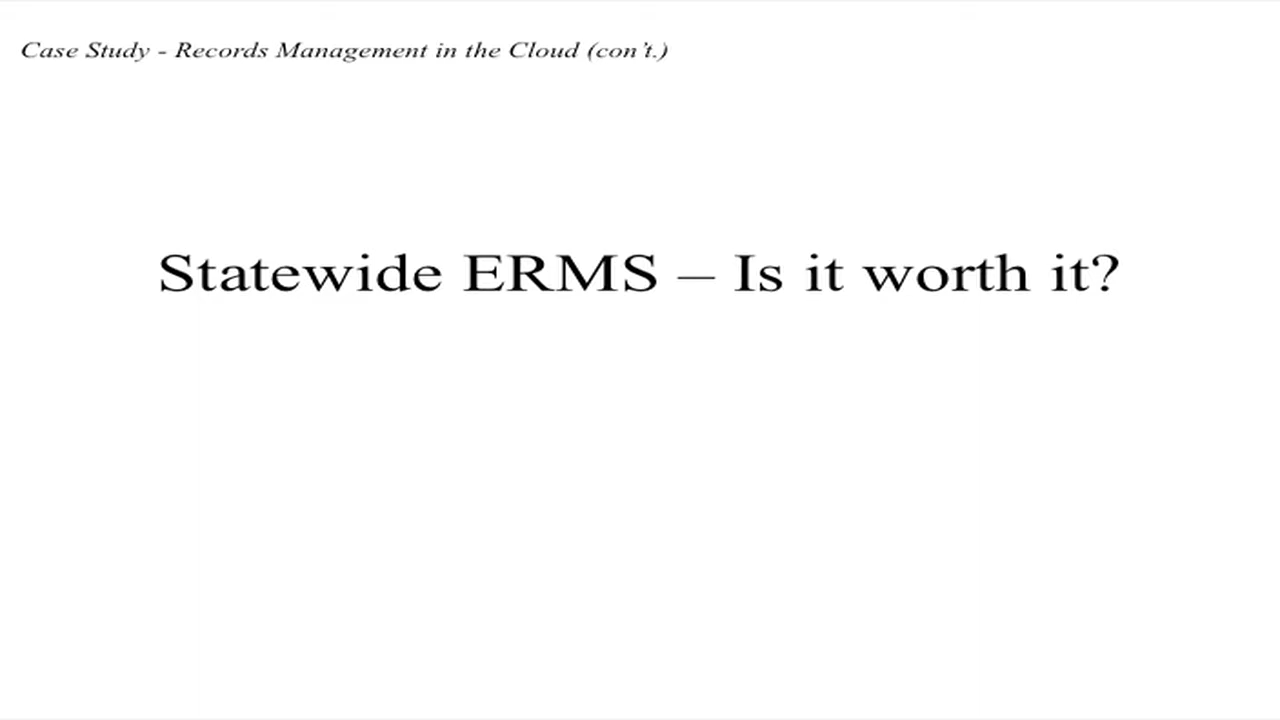 Case Study - Records Management in the Cloud (con't.)
Statewide ERMS – Is it worth it?